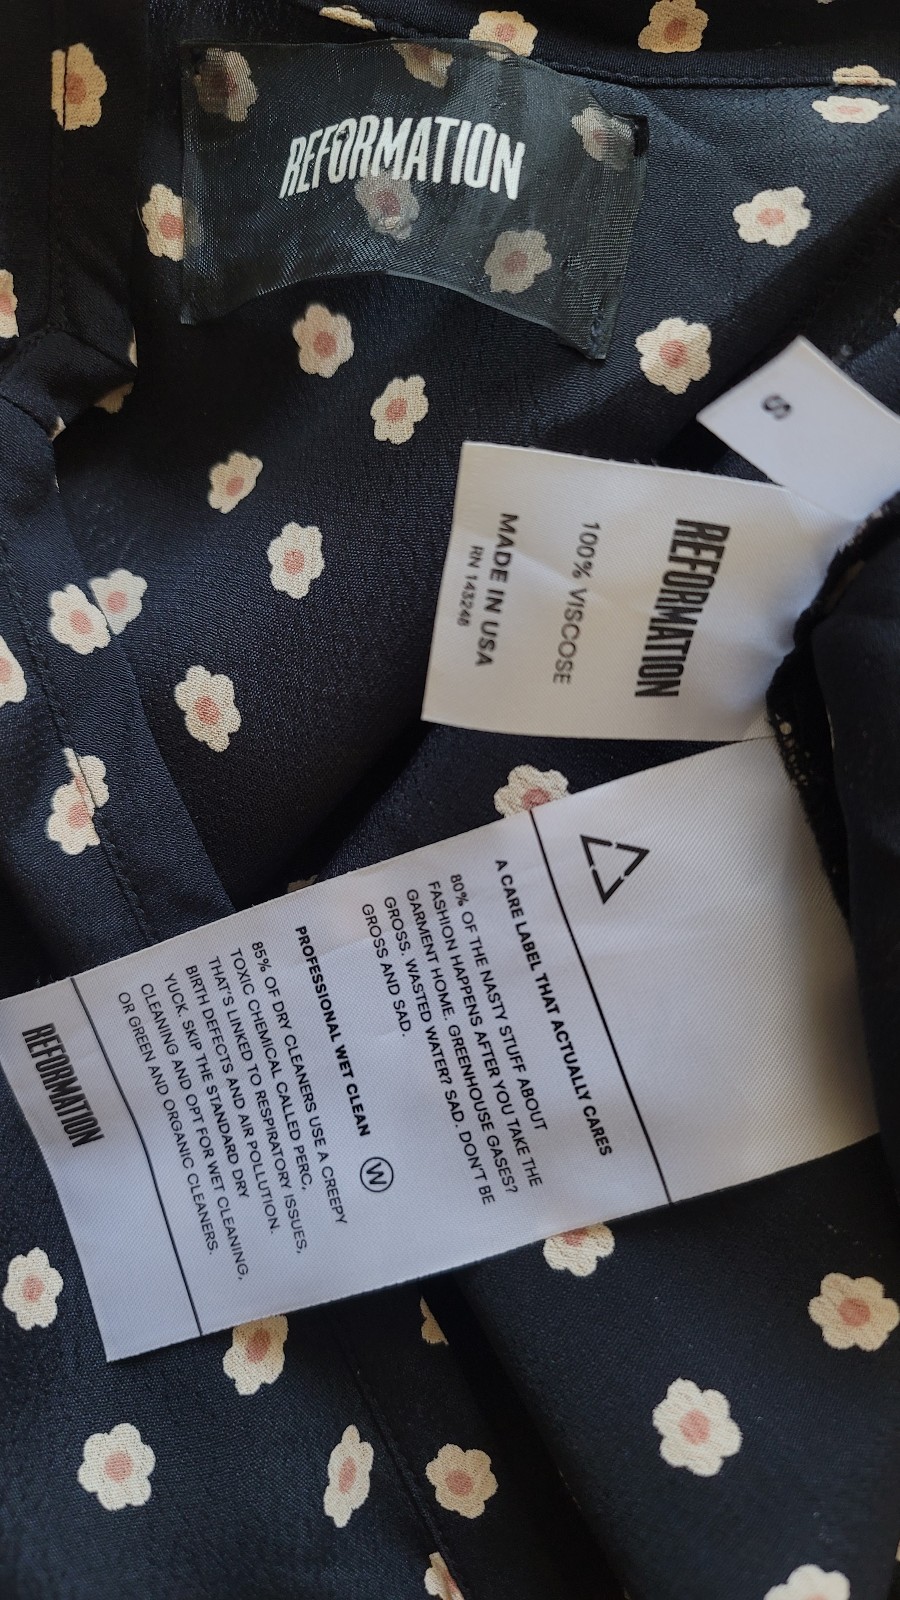 REFORMATION
S
REFORMATION
100% VISCOSE
MADE IN USA
RN 143246
A CARE LABEL THAT ACTUALLY CARES
80% OF THE NASTY STUFF ABOUT
FASHION HAPPENS AFTER YOU TAKE THE
GARMENT HOME. GREENHOUSE GASES?
GROSS. WASTED WATER? SAD. DON'T BE
GROSS AND SAD.
PROFESSIONAL WET CLEAN W
85% OF DRY CLEANERS USE A CREEPY
TOXIC CHEMICAL CALLED PERC,
THAT'S LINKED TO RESPIRATORY ISSUES,
BIRTH DEFECTS AND AIR POLLUTION.
YUCK. SKIP THE STANDARD DRY
CLEANING AND OPT FOR WET CLEANING,
OR GREEN AND ORGANIC CLEANERS.
REFORMATION